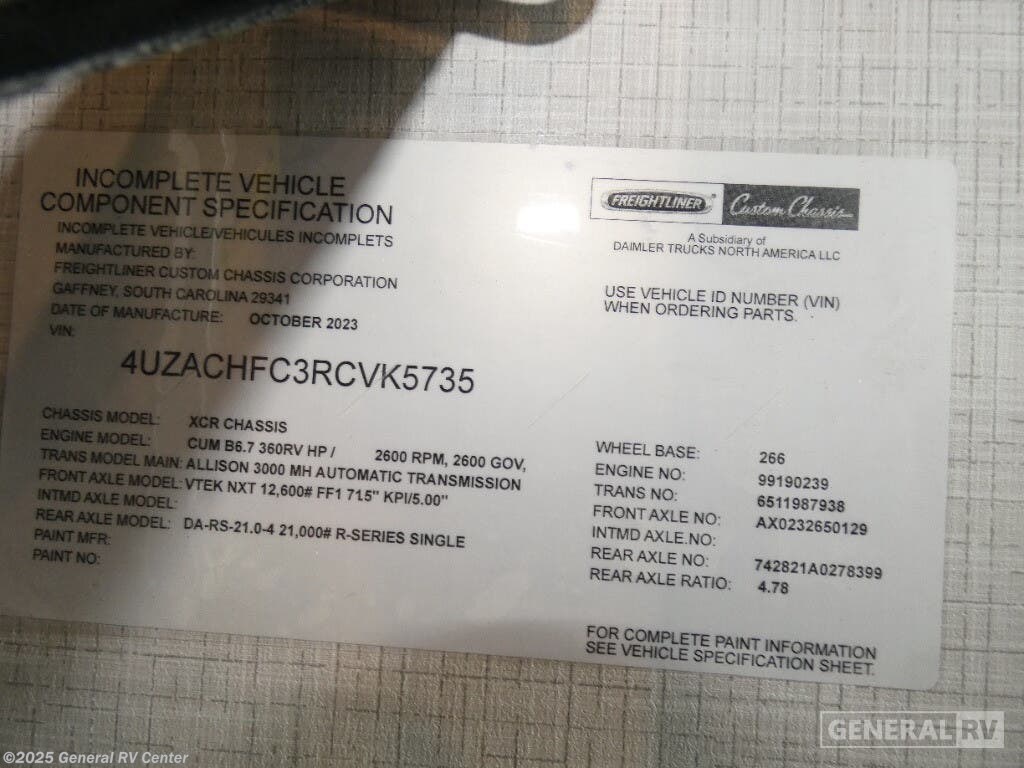 INCOMPLETE VEHICLE
COMPONENT SPECIFICATION
INCOMPLETE VEHICLE/VEHICULES INCOMPLETS
MANUFACTURED BY:
FREIGHTLINER CUSTOM CHASSIS CORPORATION
GAFFNEY, SOUTH CAROLINA 29341
DATE OF MANUFACTURE: OCTOBER 2023
VIN:
4UZACHFC3RCVK5735
FREIGHTLINER Custom Chassis
A Subsidiary of
DAIMLER TRUCKS NORTH AMERICA LLC
USE VEHICLE ID NUMBER (VIN)
WHEN ORDERING PARTS.
CHASSIS MODEL: XCR CHASSIS
ENGINE MODEL: CUM B6.7 360RV HP / 2600 RPM, 2600 GOV,
TRANS MODEL MAIN: ALLISON 3000 MH AUTOMATIC TRANSMISSION
FRONT AXLE MODEL: VTEK NXT 12,600# FF1 71.5" KPI/5.00"
INTMD AXLE MODEL:
REAR AXLE MODEL: DA-RS-21.0-4 21,000# R-SERIES SINGLE
PAINT MFR:
PAINT NO:
WHEEL BASE: 266
ENGINE NO: 99190239
TRANS NO: 6511987938
FRONT AXLE NO: AX0232650129
INTMD AXLE.NO:
REAR AXLE NO: 742821A0278399
REAR AXLE RATIO: 4.78
FOR COMPLETE PAINT INFORMATION
SEE VEHICLE SPECIFICATION SHEET.
GENERAL RV
©2025 General RV Center